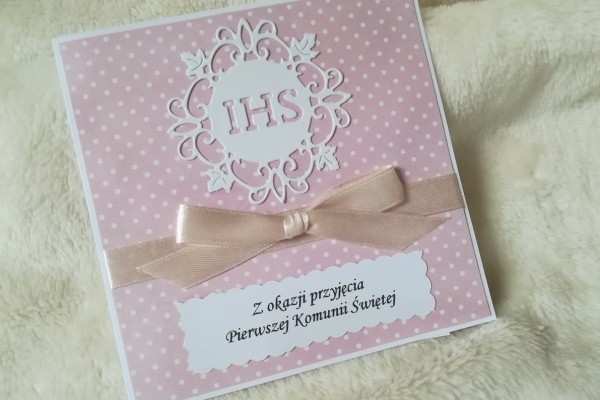 IHS
Z okazji przyjęcia
Pierwszej Komunii Świętej